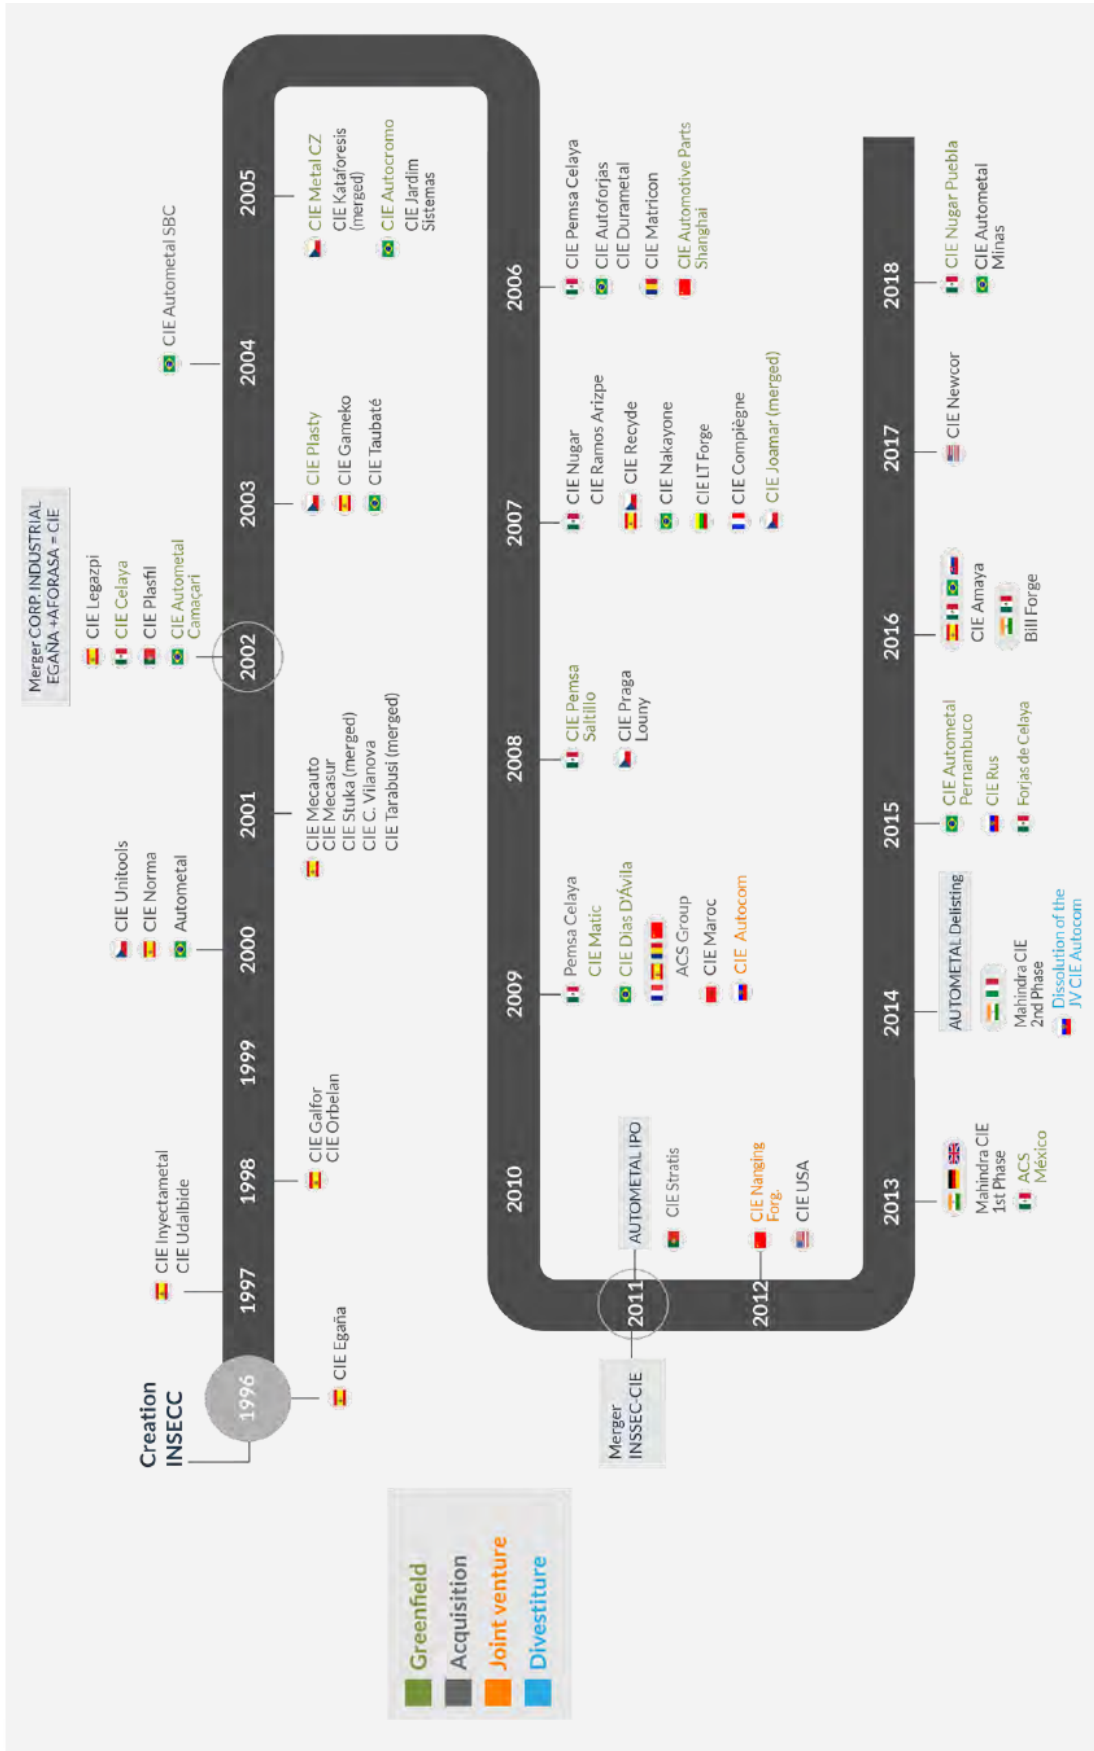 Creation
INSECC
1996
CIE Egaña
1997
CIE Inyectametal
CIE Udalbide
1998
CIE Galfor
CIE Orbelan
1999
2000
CIE Unitools
CIE Norma
Autometal
2001
CIE Mecauto
CIE Mecasur
CIE Stuka (merged)
CIE C. Vilanova
CIE Tarabusi (merged)
Merger CORP. INDUSTRIAL
EGAÑA +AFORASA = CIE
2002
CIE Legazpi
CIE Celaya
CIE Plasfil
CIE Autometal
Camaçari
2003
CIE Plasty
CIE Gameko
CIE Taubaté
2004
CIE Autometal SBC
2005
CIE Metal CZ
CIE Kataforesis
(merged)
CIE Autocromo
CIE Jardim
Sistemas
2006
CIE Pemsa Celaya
CIE Autoforjas
CIE Durametal
CIE Matricon
CIE Automotive Parts
Shanghai
2007
CIE Nugar
CIE Ramos Arizpe
CIE Recyde
CIE Nakayone
CIE LT Forge
CIE Compiègne
CIE Joamar (merged)
2008
CIE Pemsa
Saltillo
CIE Praga
Louny
2009
Pemsa Celaya
CIE Matic
CIE Dias D'Ávila
ACS Group
CIE Maroc
CIE Autocom
2010
Merger
INSSEC-CIE
2011
AUTOMETAL IPO
CIE Stratis
2012
CIE Nanging
Forg.
CIE USA
2013
Mahindra CIE
1st Phase
ACS
México
2014
AUTOMETAL Delisting
Mahindra CIE
2nd Phase
Dissolution of the
JV CIE Autocom
2015
CIE Autometal
Pernambuco
CIE Rus
Forjas de Celaya
2016
CIE Amaya
Bill Forge
2017
CIE Newcor
2018
CIE Nugar Puebla
CIE Autometal
Minas
Greenfield
Acquisition
Joint venture
Divestiture